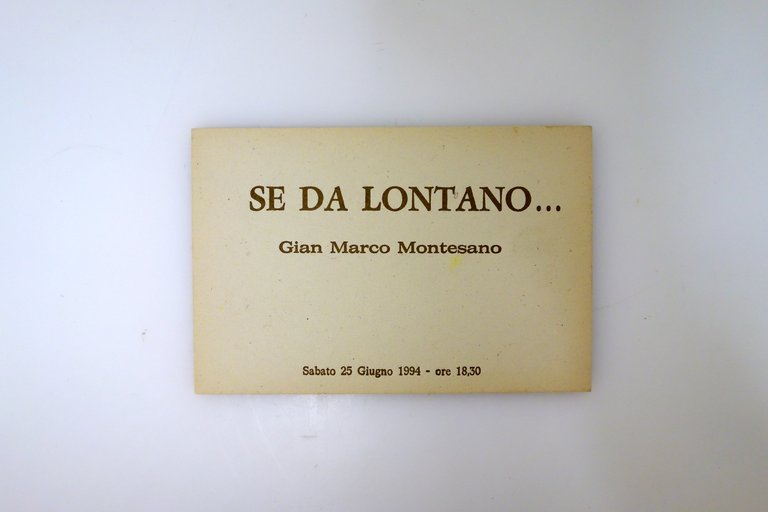 SE DA LONTANO...
Gian Marco Montesano
Sabato 25 Giugno 1994 - ore 18,30